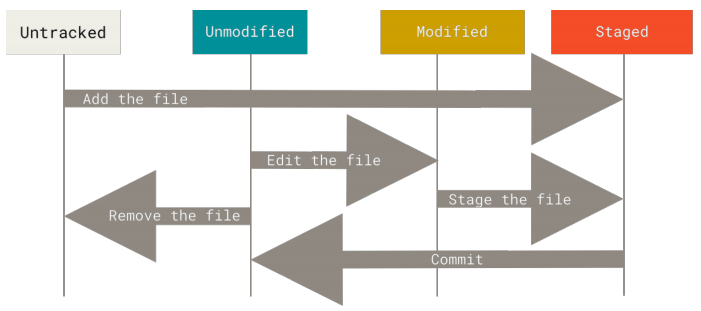 Untracked
Unmodified
Modified
Staged
Add the file
Edit the file
Stage the file
Remove the file
Commit